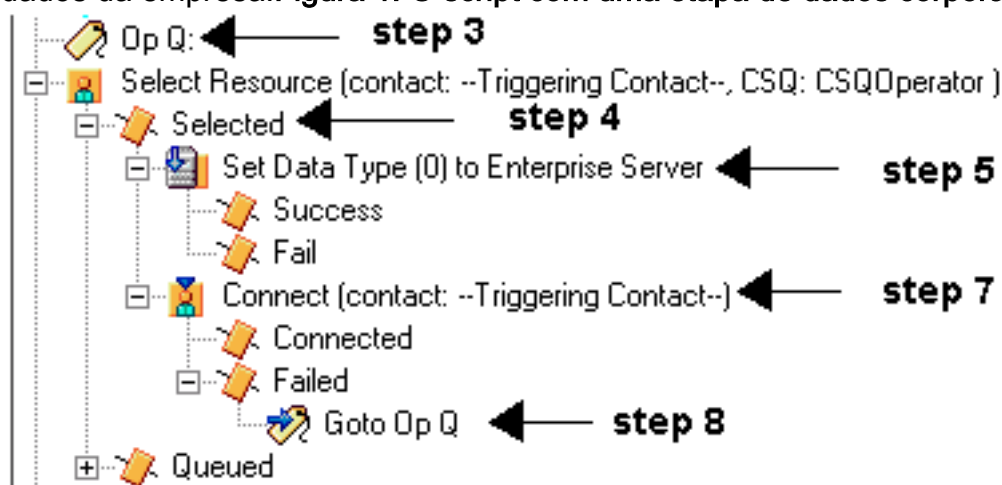 Op Q: step 3
Select Resource (contact: --Triggering Contact--, CSQ: CSQOperator )
Selected step 4
Set Data Type (0) to Enterprise Server step 5
Success
Fail
Connect (contact: --Triggering Contact--) step 7
Connected
Failed
Goto Op Q step 8
Queued